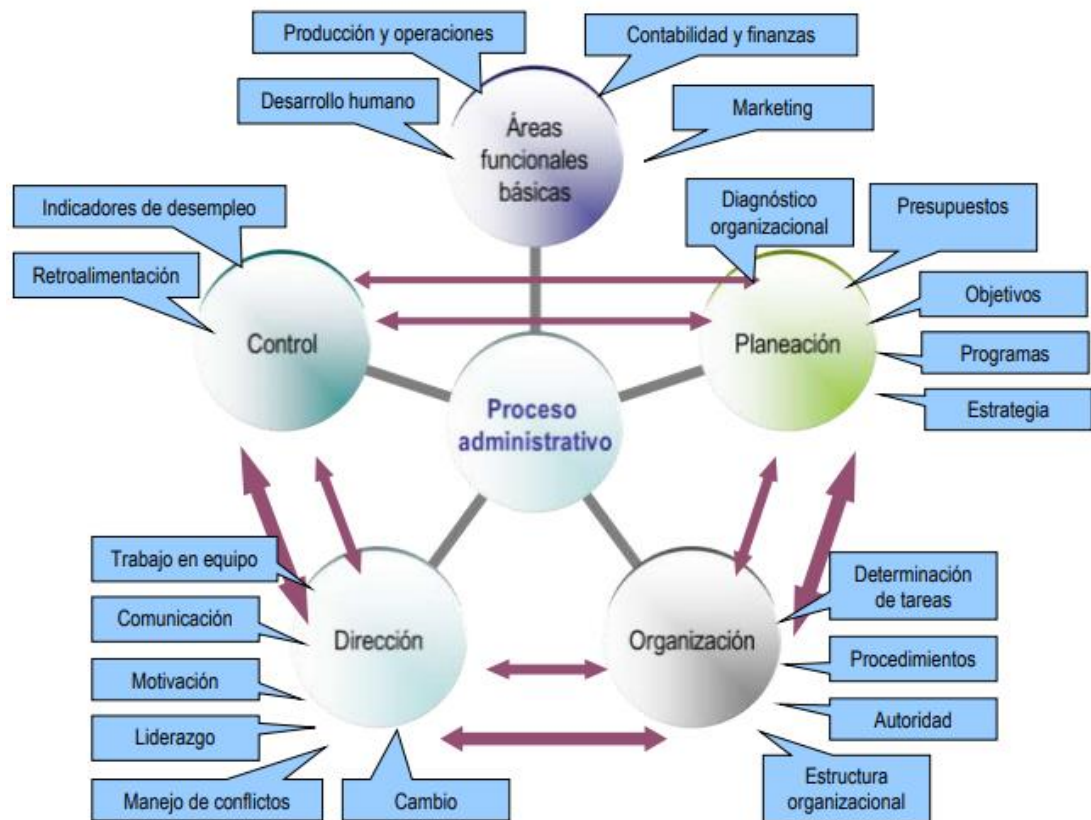 Producción y operaciones
Contabilidad y finanzas
Desarrollo humano
Marketing
Áreas
funcionales
básicas
Indicadores de desempleo
Retroalimentación
Control
Diagnóstico
organizacional
Presupuestos
Objetivos
Programas
Estrategia
Planeación
Proceso
administrativo
Trabajo en equipo
Comunicación
Motivación
Liderazgo
Manejo de conflictos
Cambio
Dirección
Organización
Determinación
de tareas
Procedimientos
Autoridad
Estructura
organizacional